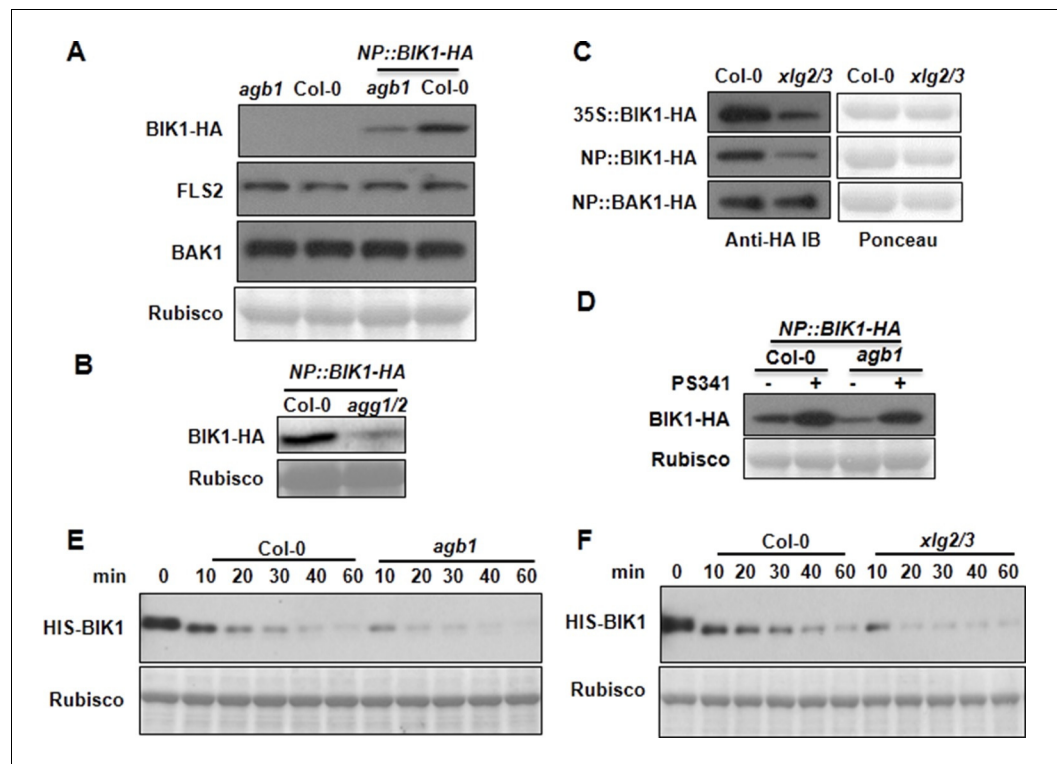 A
NP::BIK1-HA
agb1 Col-0 agb1 Col-0
BIK1-HA
FLS2
BAK1
Rubisco
B
NP::BIK1-HA
Col-0 agg1/2
BIK1-HA
Rubisco
C
Col-0 xlg2/3 Col-0 xlg2/3
35S::BIK1-HA
NP::BIK1-HA
NP::BAK1-HA
Anti-HA IB Ponceau
D
NP::BIK1-HA
Col-0 agb1
PS341 - + - +
BIK1-HA
Rubisco
E
Col-0 agb1
min 0 10 20 30 40 60 10 20 30 40 60
HIS-BIK1
Rubisco
F
Col-0 xlg2/3
min 0 10 20 30 40 60 10 20 30 40 60
HIS-BIK1
Rubisco